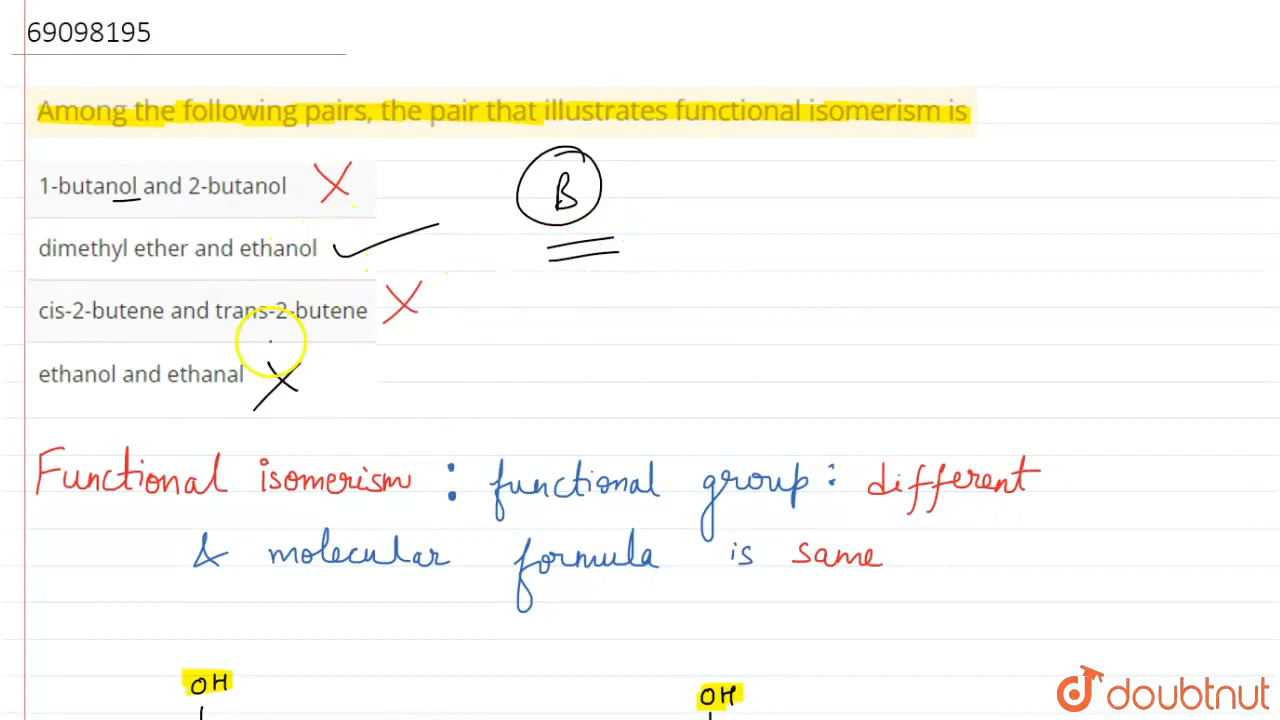 69098195
Among the following pairs, the pair that illustrates functional isomerism is
1-butanol and 2-butanol X
B
dimethyl ether and ethanol ✓
cis-2-butene and trans-2-butene X
ethanol and ethanal X
Functional isomerism : functional group : different
& molecular formula is same
OH OH
doubtnut